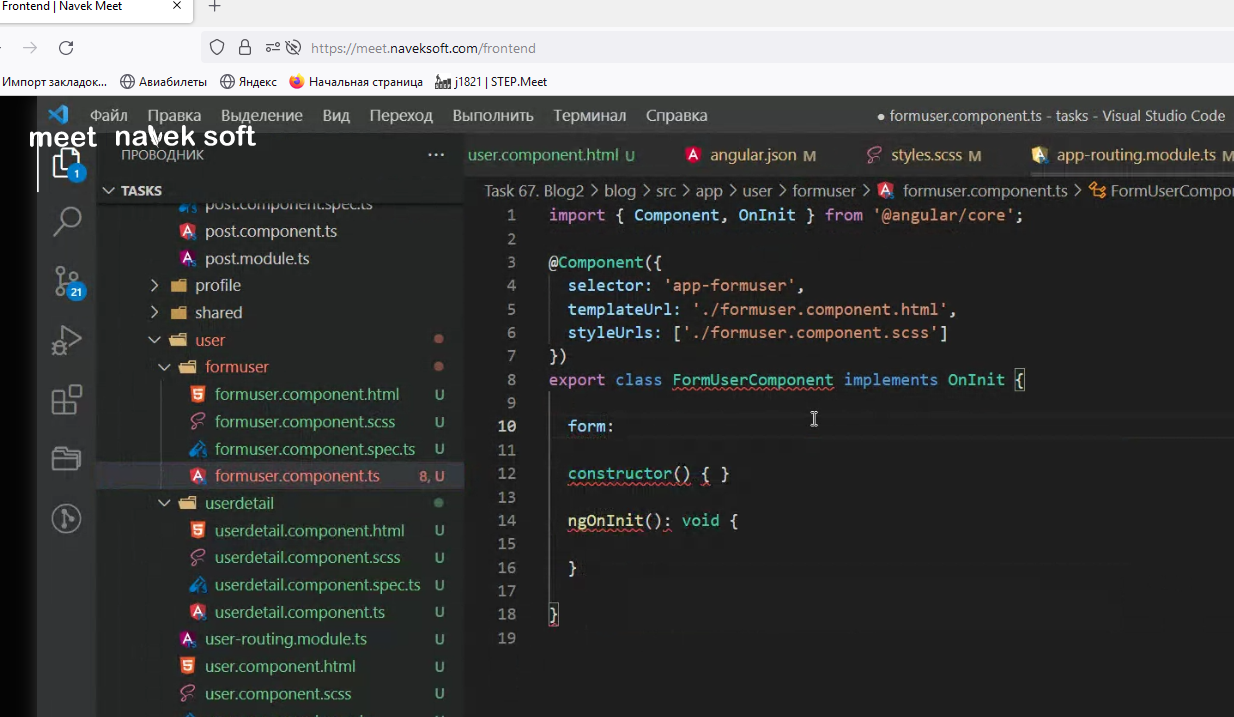 Frontend | Navek Meet
https://meet.naveksoft.com/frontend
Импорт закладок... Авиабилеты Яндекс Начальная страница j1821 | STEP.Meet
Файл Правка Выделение Вид Переход Выполнить Терминал Справка ● formuser.component.ts - tasks - Visual Studio Code
meet navek soft
ПРОВОДНИК ...
user.component.html U angular.json M styles.scss M app-routing.module.ts M
TASKS
Task 67. Blog2 > blog > src > app > user > formuser > formuser.component.ts > FormUserCompo
1
21
post.component.spec.ts
post.component.ts
post.module.ts
profile
shared
user
formuser
formuser.component.html U
formuser.component.scss U
formuser.component.spec.ts U
formuser.component.ts 8, U
userdetail
userdetail.component.html U
userdetail.component.scss U
userdetail.component.spec.ts U
userdetail.component.ts U
user-routing.module.ts U
user.component.html U
user.component.scss U
1 import { Component, OnInit } from '@angular/core';
2
3 @Component({
4 selector: 'app-formuser',
5 templateUrl: './formuser.component.html',
6 styleUrls: ['./formuser.component.scss']
7 })
8 export class FormUserComponent implements OnInit {
9
10 form:
11
12 constructor() { }
13
14 ngOnInit(): void {
15
16 }
17
18 }
19